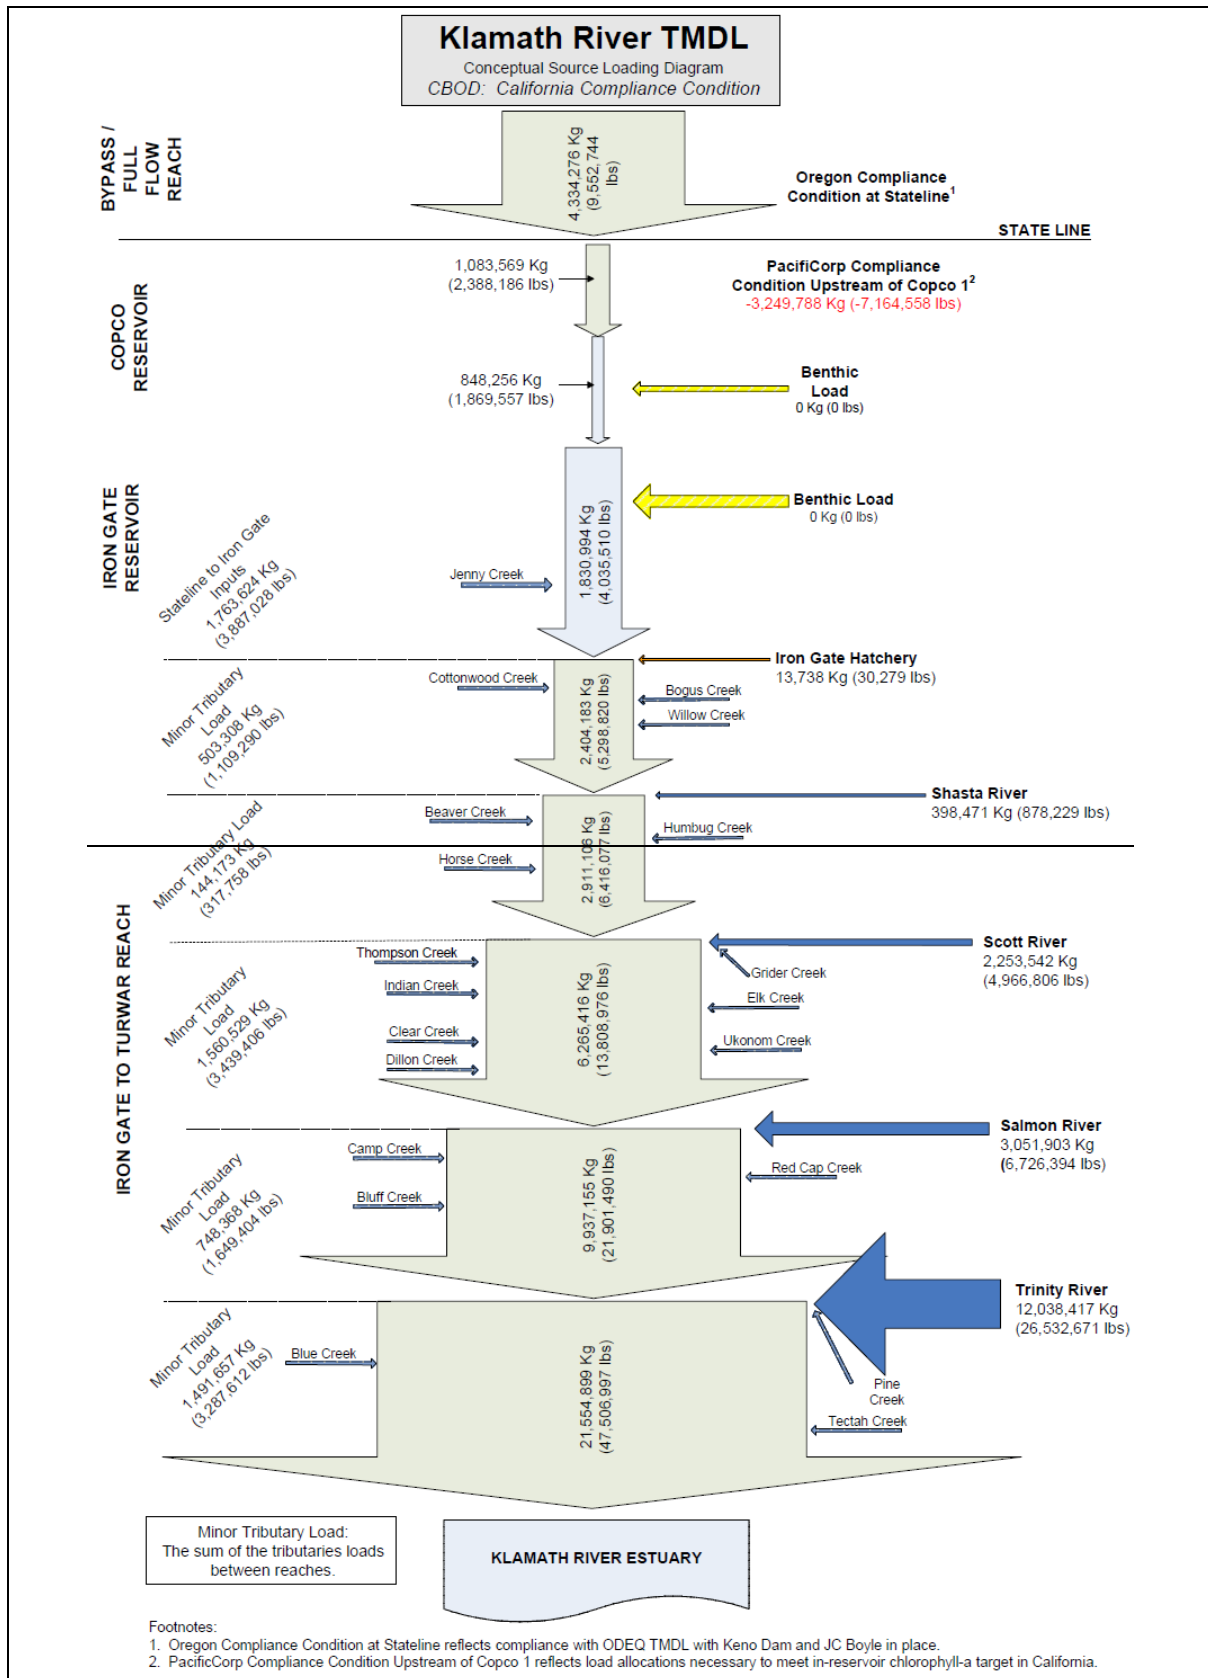 Klamath River TMDL
Conceptual Source Loading Diagram
CBOD: California Compliance Condition
BYPASS /
FULL
FLOW
REACH
4,334,276 Kg
(9,552,744
lbs)
Oregon Compliance
Condition at Stateline1
STATE LINE
COPCO
RESERVOIR
1,083,569 Kg
(2,388,186 lbs)
PacifiCorp Compliance
Condition Upstream of Copco 12
-3,249,788 Kg (-7,164,558 lbs)
848,256 Kg
(1,869,557 lbs)
Benthic
Load
0 Kg (0 lbs)
IRON GATE
RESERVOIR
1,830,994 Kg
(4,035,510 lbs)
Benthic Load
0 Kg (0 lbs)
Stateline to Iron Gate
Inputs
1,763,624 Kg
(3,887,028 lbs)
Jenny Creek
Iron Gate Hatchery
13,738 Kg (30,279 lbs)
Minor Tributary
Load
503,308 Kg
(1,109,290 lbs)
Cottonwood Creek
2,404,183 Kg
(5,298,820 lbs)
Bogus Creek
Willow Creek
Shasta River
398,471 Kg (878,229 lbs)
Minor Tributary Load
144,173 Kg
(317,758 lbs)
Beaver Creek
Horse Creek
2,911,106 Kg
(6,416,077 lbs)
Humbug Creek
IRON GATE TO TURWAR REACH
Scott River
2,253,542 Kg
(4,966,806 lbs)
Minor Tributary
Load
1,560,529 Kg
(3,439,406 lbs)
Thompson Creek
Indian Creek
Clear Creek
Dillon Creek
6,265,416 Kg
(13,808,976 lbs)
Grider Creek
Elk Creek
Ukonom Creek
Salmon River
3,051,903 Kg
(6,726,394 lbs)
Minor Tributary
Load
748,368 Kg
(1,649,404 lbs)
Camp Creek
Bluff Creek
9,937,155 Kg
(21,901,490 lbs)
Red Cap Creek
Trinity River
12,038,417 Kg
(26,532,671 lbs)
Minor Tributary
Load
1,491,657 Kg
(3,287,612 lbs)
Blue Creek
21,554,899 Kg
(47,506,997 lbs)
Pine
Creek
Tectah Creek
Minor Tributary Load:
The sum of the tributaries loads
between reaches.
KLAMATH RIVER ESTUARY
Footnotes:
1. Oregon Compliance Condition at Stateline reflects compliance with ODEQ TMDL with Keno Dam and JC Boyle in place.
2. PacificCorp Compliance Condition Upstream of Copco 1 reflects load allocations necessary to meet in-reservoir chlorophyll-a target in California.